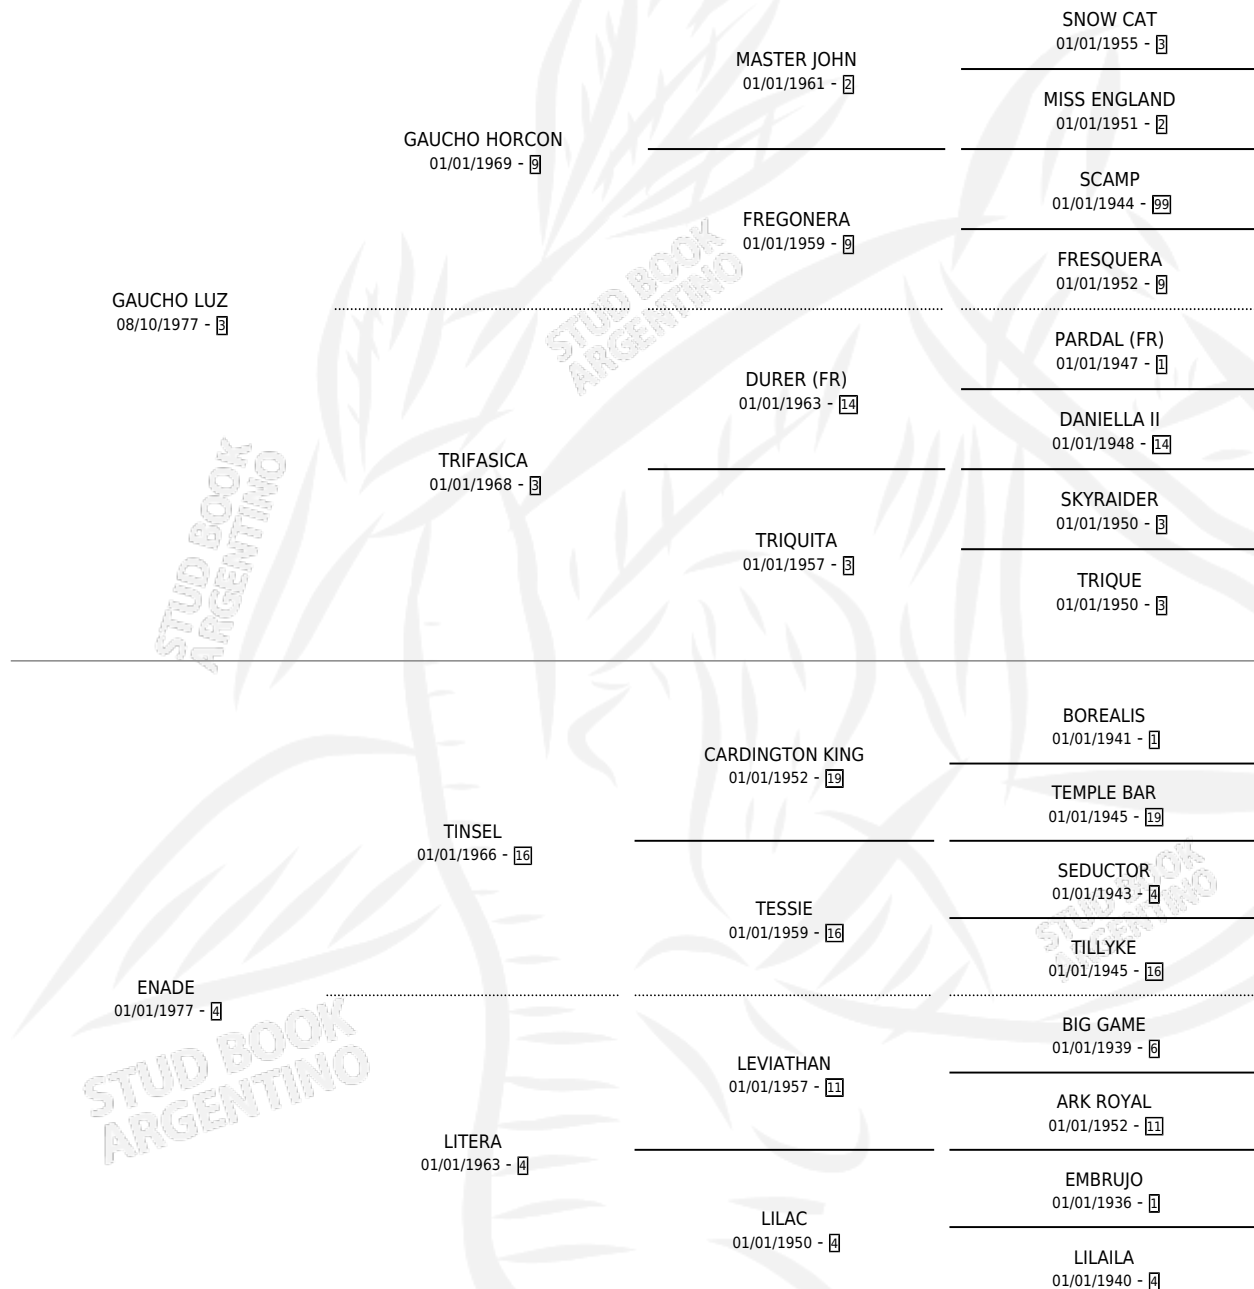 SNOW CAT
01/01/1955 - 3
MASTER JOHN
01/01/1961 - 2
MISS ENGLAND
01/01/1951 - 2
GAUCHO HORCON
01/01/1969 - 9
SCAMP
01/01/1944 - 99
FREGONERA
01/01/1959 - 9
FRESQUERA
01/01/1952 - 9
GAUCHO LUZ
08/10/1977 - 3
PARDAL (FR)
01/01/1947 - 1
DURER (FR)
01/01/1963 - 14
DANIELLA II
01/01/1948 - 14
TRIFASICA
01/01/1968 - 3
SKYRAIDER
01/01/1950 - 3
TRIQUITA
01/01/1957 - 3
TRIQUE
01/01/1950 - 3
BOREALIS
01/01/1941 - 1
CARDINGTON KING
01/01/1952 - 19
TEMPLE BAR
01/01/1945 - 19
TINSEL
01/01/1966 - 16
SEDUCTOR
01/01/1943 - 4
TESSIE
01/01/1959 - 16
TILLYKE
01/01/1945 - 16
ENADE
01/01/1977 - 4
BIG GAME
01/01/1939 - 6
LEVIATHAN
01/01/1957 - 11
ARK ROYAL
01/01/1952 - 11
LITERA
01/01/1963 - 4
EMBRUJO
01/01/1936 - 1
LILAC
01/01/1950 - 4
LILAILA
01/01/1940 - 4
STUD BOOK
ARGENTINO
STUD BOOK
ARGENTINO
STUD BOOK
ARGENTINO
STUD BOOK
ARGENTINO